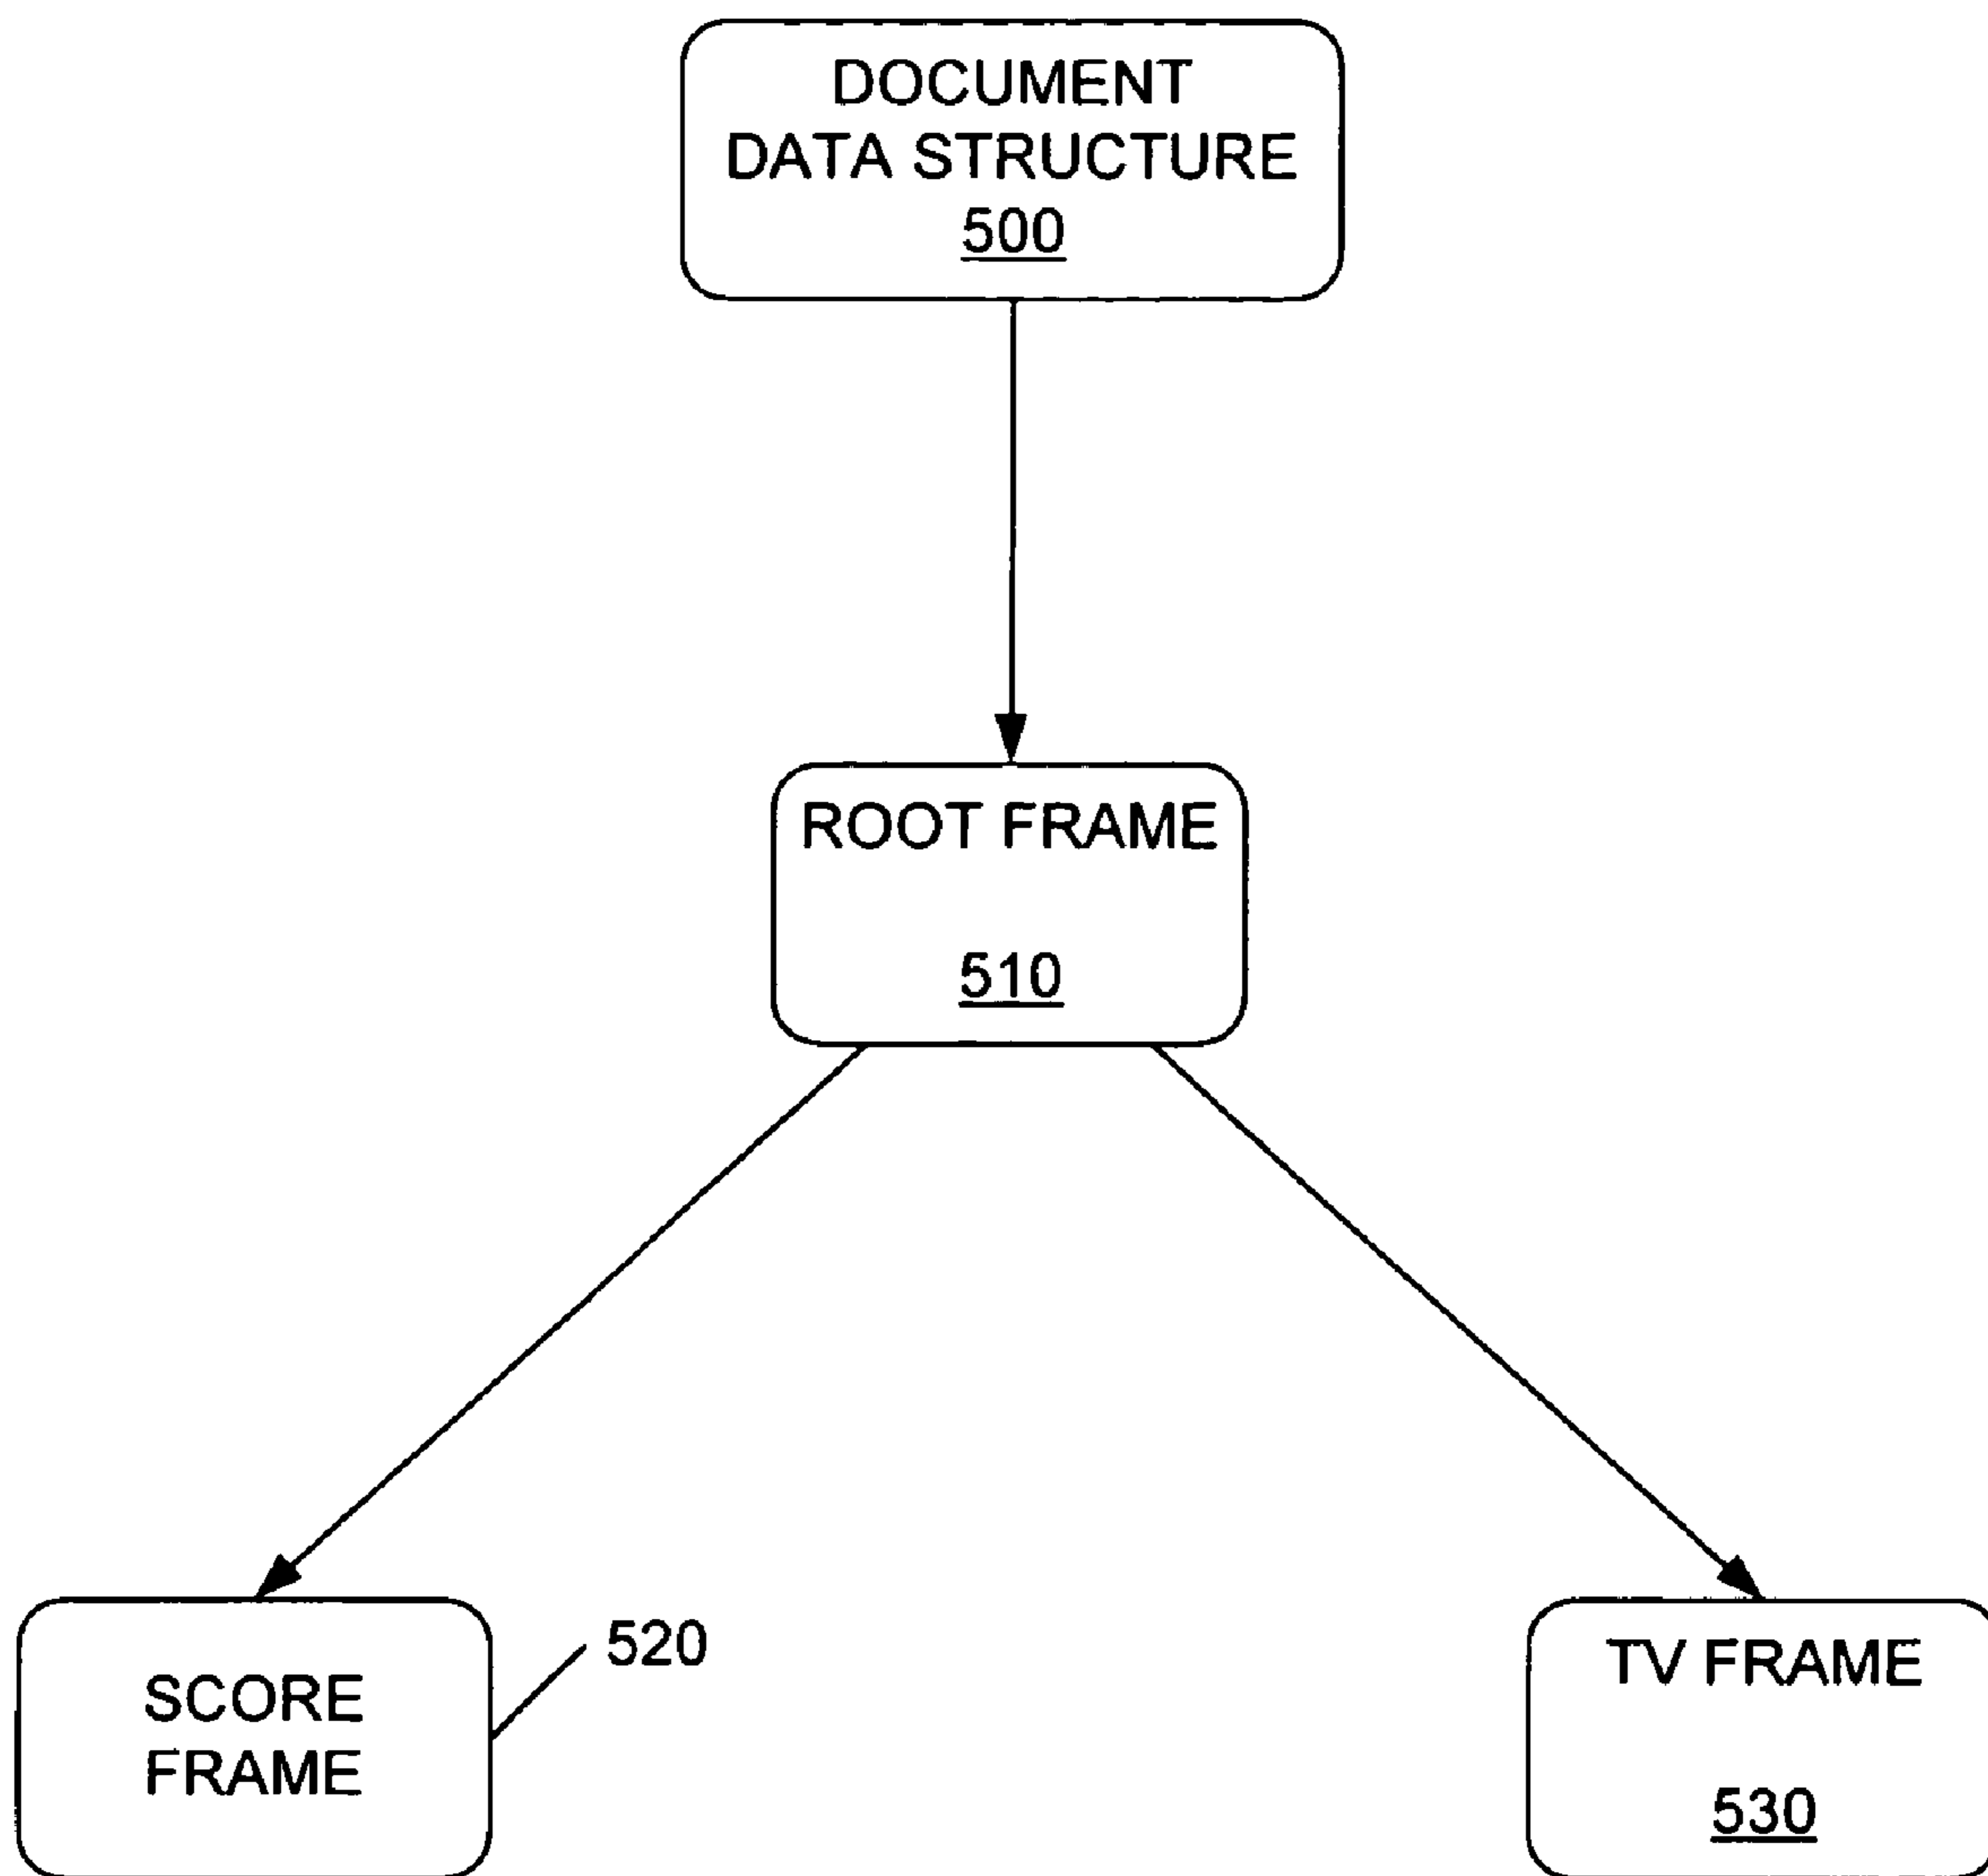 DOCUMENT
DATA STRUCTURE
500
ROOT FRAME
510
SCORE
FRAME
520
TV FRAME
530